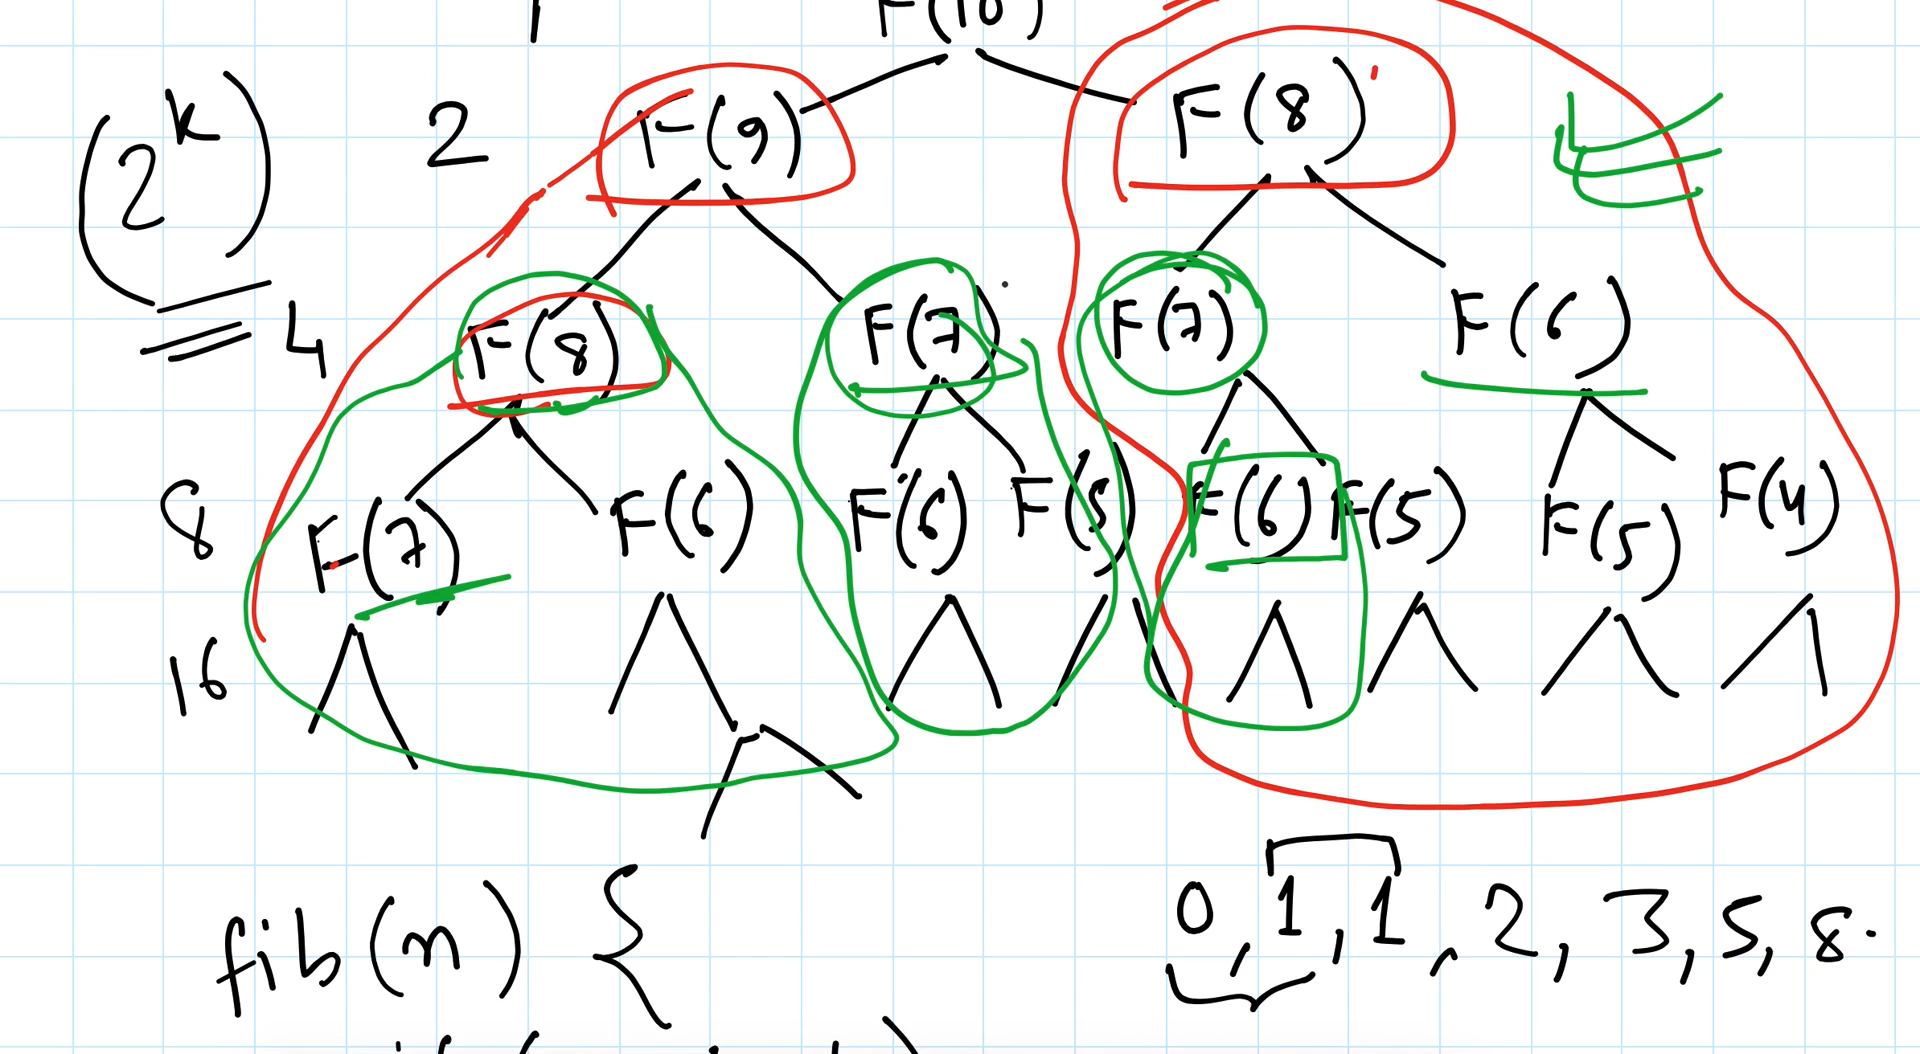 1 F(10)
(2^k) 2 F(9) F(8)
4 F(8) F(7) F(7) F(6)
8 F(7) F(6) F(6) F(5) F(6) F(5) F(5) F(4)
16
fib(n) { 0, 1, 1, 2, 3, 5, 8.